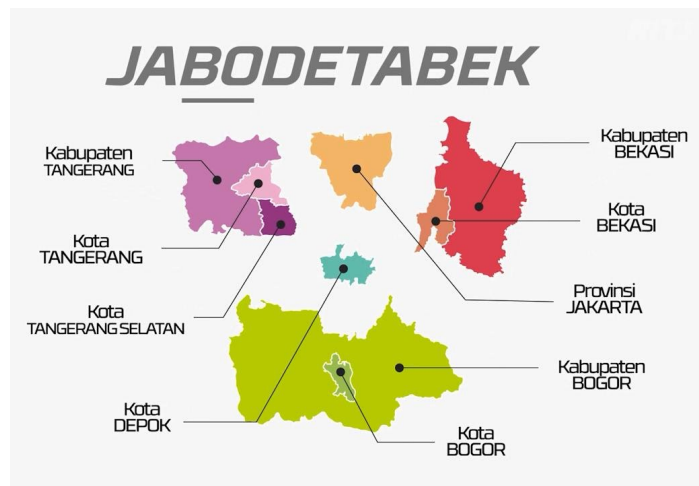 JABODETABEK
Kabupaten
TANGERANG
Kota
TANGERANG
Kota
TANGERANG SELATAN
Kota
DEPOK
Kabupaten
BEKASI
Kota
BEKASI
Provinsi
JAKARTA
Kabupaten
BOGOR
Kota
BOGOR